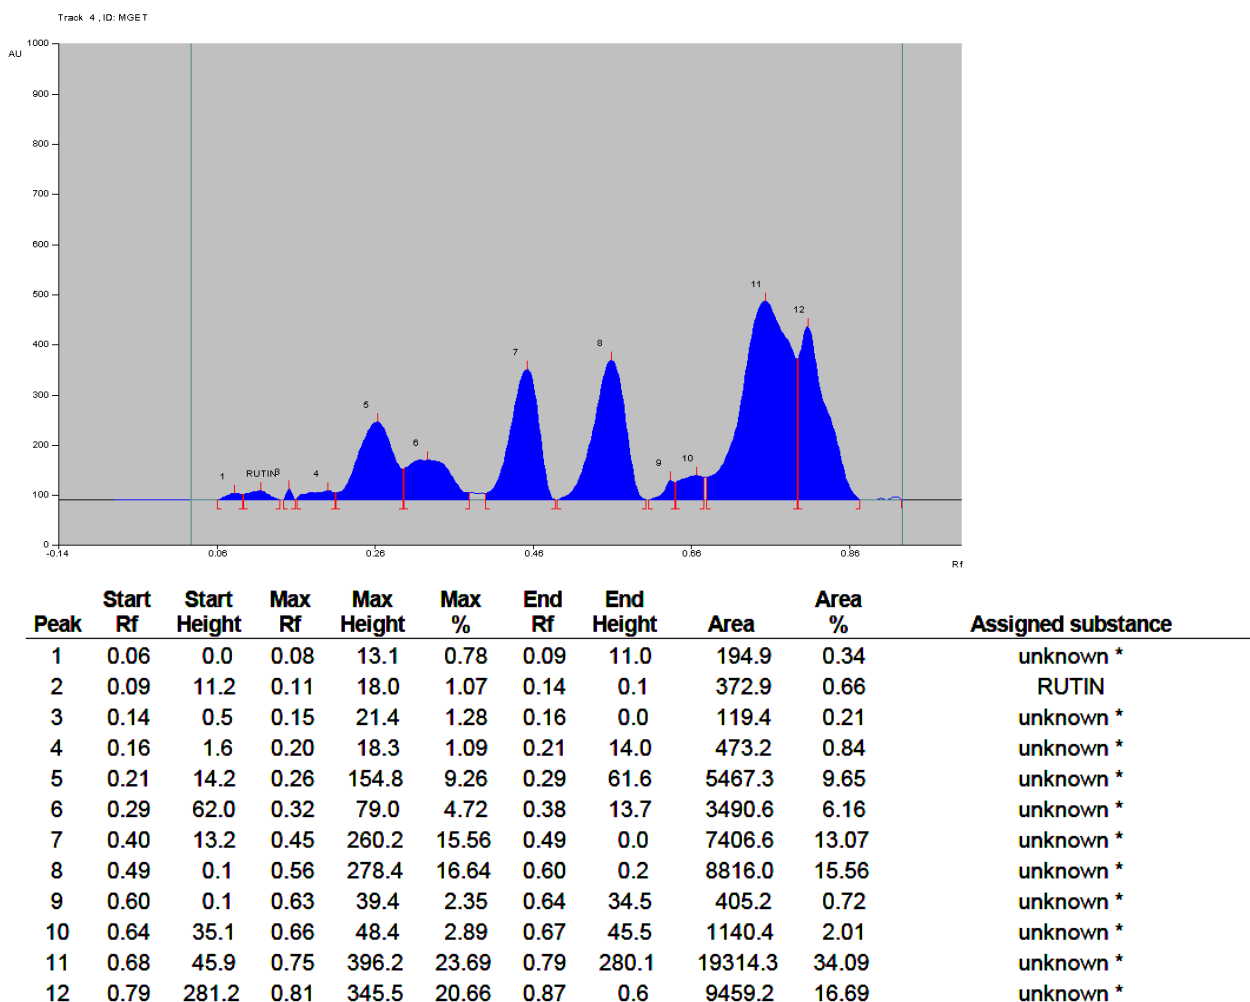 Track 4 , ID: MGET
AU
1000
900
800
700
600
500
400
300
200
100
0
1 RUTIN 3 4 5 6 7 8 9 10 11 12
-0.14 0.06 0.26 0.46 0.66 0.86
Rf
Peak Start Rf Start Height Max Rf Max Height Max % End Rf End Height Area Area % Assigned substance
1 0.06 0.0 0.08 13.1 0.78 0.09 11.0 194.9 0.34 unknown *
2 0.09 11.2 0.11 18.0 1.07 0.14 0.1 372.9 0.66 RUTIN
3 0.14 0.5 0.15 21.4 1.28 0.16 0.0 119.4 0.21 unknown *
4 0.16 1.6 0.20 18.3 1.09 0.21 14.0 473.2 0.84 unknown *
5 0.21 14.2 0.26 154.8 9.26 0.29 61.6 5467.3 9.65 unknown *
6 0.29 62.0 0.32 79.0 4.72 0.38 13.7 3490.6 6.16 unknown *
7 0.40 13.2 0.45 260.2 15.56 0.49 0.0 7406.6 13.07 unknown *
8 0.49 0.1 0.56 278.4 16.64 0.60 0.2 8816.0 15.56 unknown *
9 0.60 0.1 0.63 39.4 2.35 0.64 34.5 405.2 0.72 unknown *
10 0.64 35.1 0.66 48.4 2.89 0.67 45.5 1140.4 2.01 unknown *
11 0.68 45.9 0.75 396.2 23.69 0.79 280.1 19314.3 34.09 unknown *
12 0.79 281.2 0.81 345.5 20.66 0.87 0.6 9459.2 16.69 unknown *